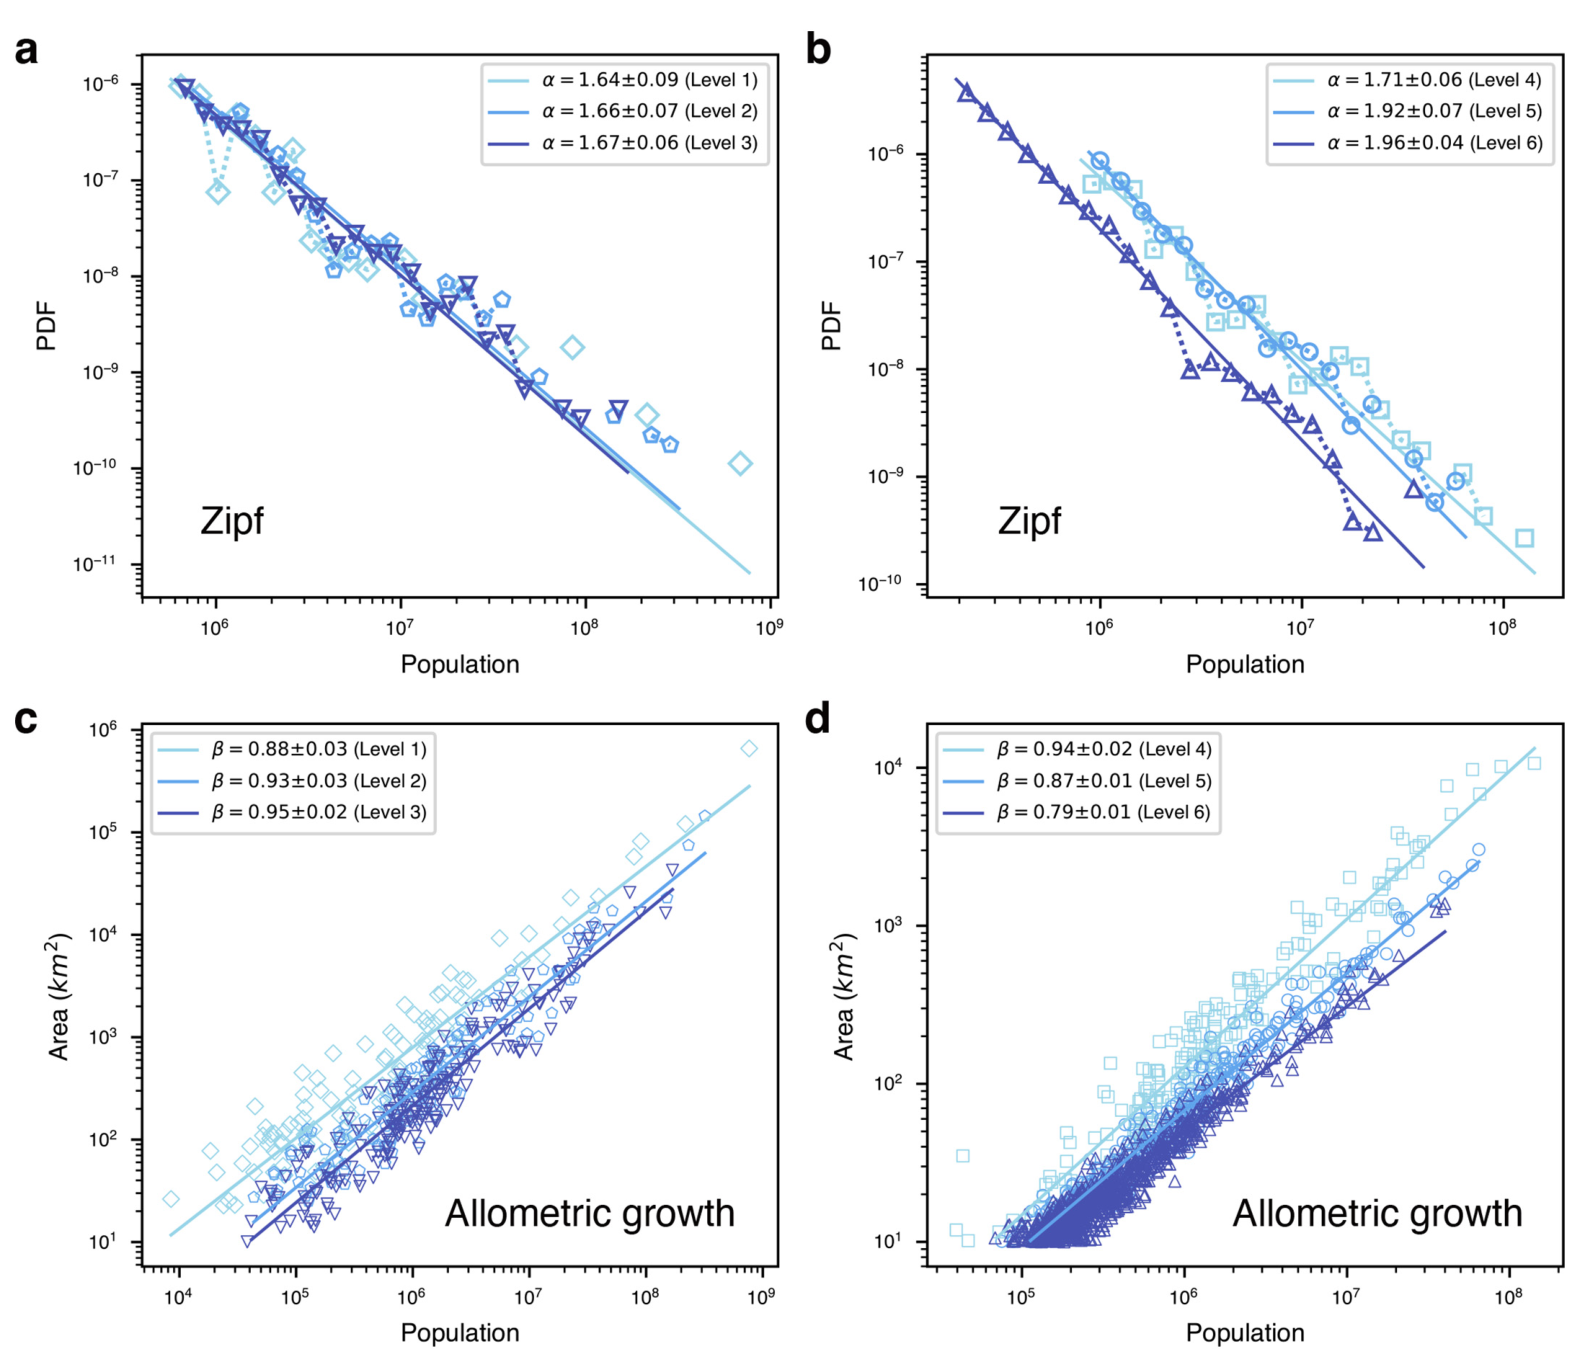 a
b
10⁻⁶
10⁻⁷
10⁻⁸
10⁻⁹
10⁻¹⁰
10⁻¹¹
PDF
α = 1.64±0.09 (Level 1)
α = 1.66±0.07 (Level 2)
α = 1.67±0.06 (Level 3)
Zipf
10⁶ 10⁷ 10⁸ 10⁹
Population
10⁻⁶
10⁻⁷
10⁻⁸
10⁻⁹
10⁻¹⁰
PDF
α = 1.71±0.06 (Level 4)
α = 1.92±0.07 (Level 5)
α = 1.96±0.04 (Level 6)
Zipf
10⁶ 10⁷ 10⁸
Population
c
d
10⁶
10⁵
10⁴
10³
10²
10¹
Area (km²)
β = 0.88±0.03 (Level 1)
β = 0.93±0.03 (Level 2)
β = 0.95±0.02 (Level 3)
Allometric growth
10⁴ 10⁵ 10⁶ 10⁷ 10⁸ 10⁹
Population
10⁴
10³
10²
10¹
Area (km²)
β = 0.94±0.02 (Level 4)
β = 0.87±0.01 (Level 5)
β = 0.79±0.01 (Level 6)
Allometric growth
10⁵ 10⁶ 10⁷ 10⁸
Population